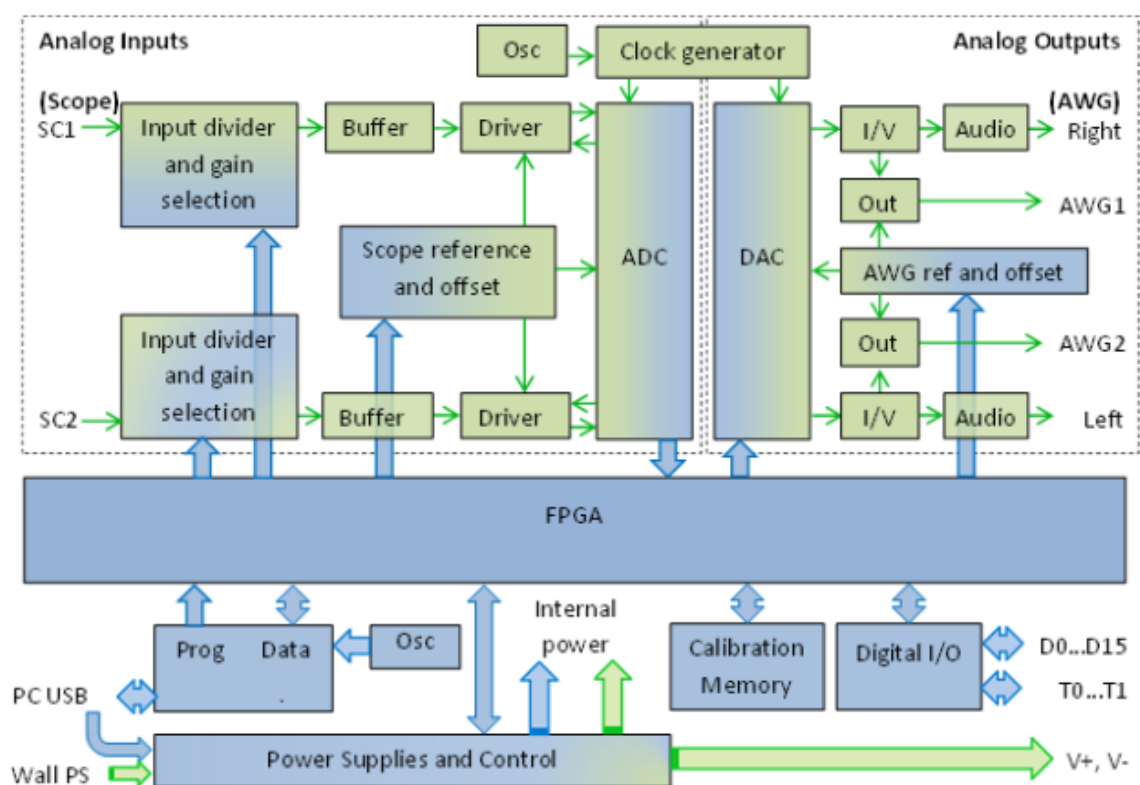 Analog Inputs
Osc
Clock generator
Analog Outputs
(Scope)
SC1
Input divider
and gain
selection
Buffer
Driver
ADC
DAC
I/V
Audio
(AWG)
Right
Out
AWG1
Scope reference
and offset
AWG ref and offset
Input divider
and gain
selection
Out
AWG2
SC2
Buffer
Driver
I/V
Audio
Left
FPGA
Prog Data
.
Osc
Internal
power
Calibration
Memory
Digital I/O
D0...D15
T0...T1
PC USB
Power Supplies and Control
Wall PS
V+, V-